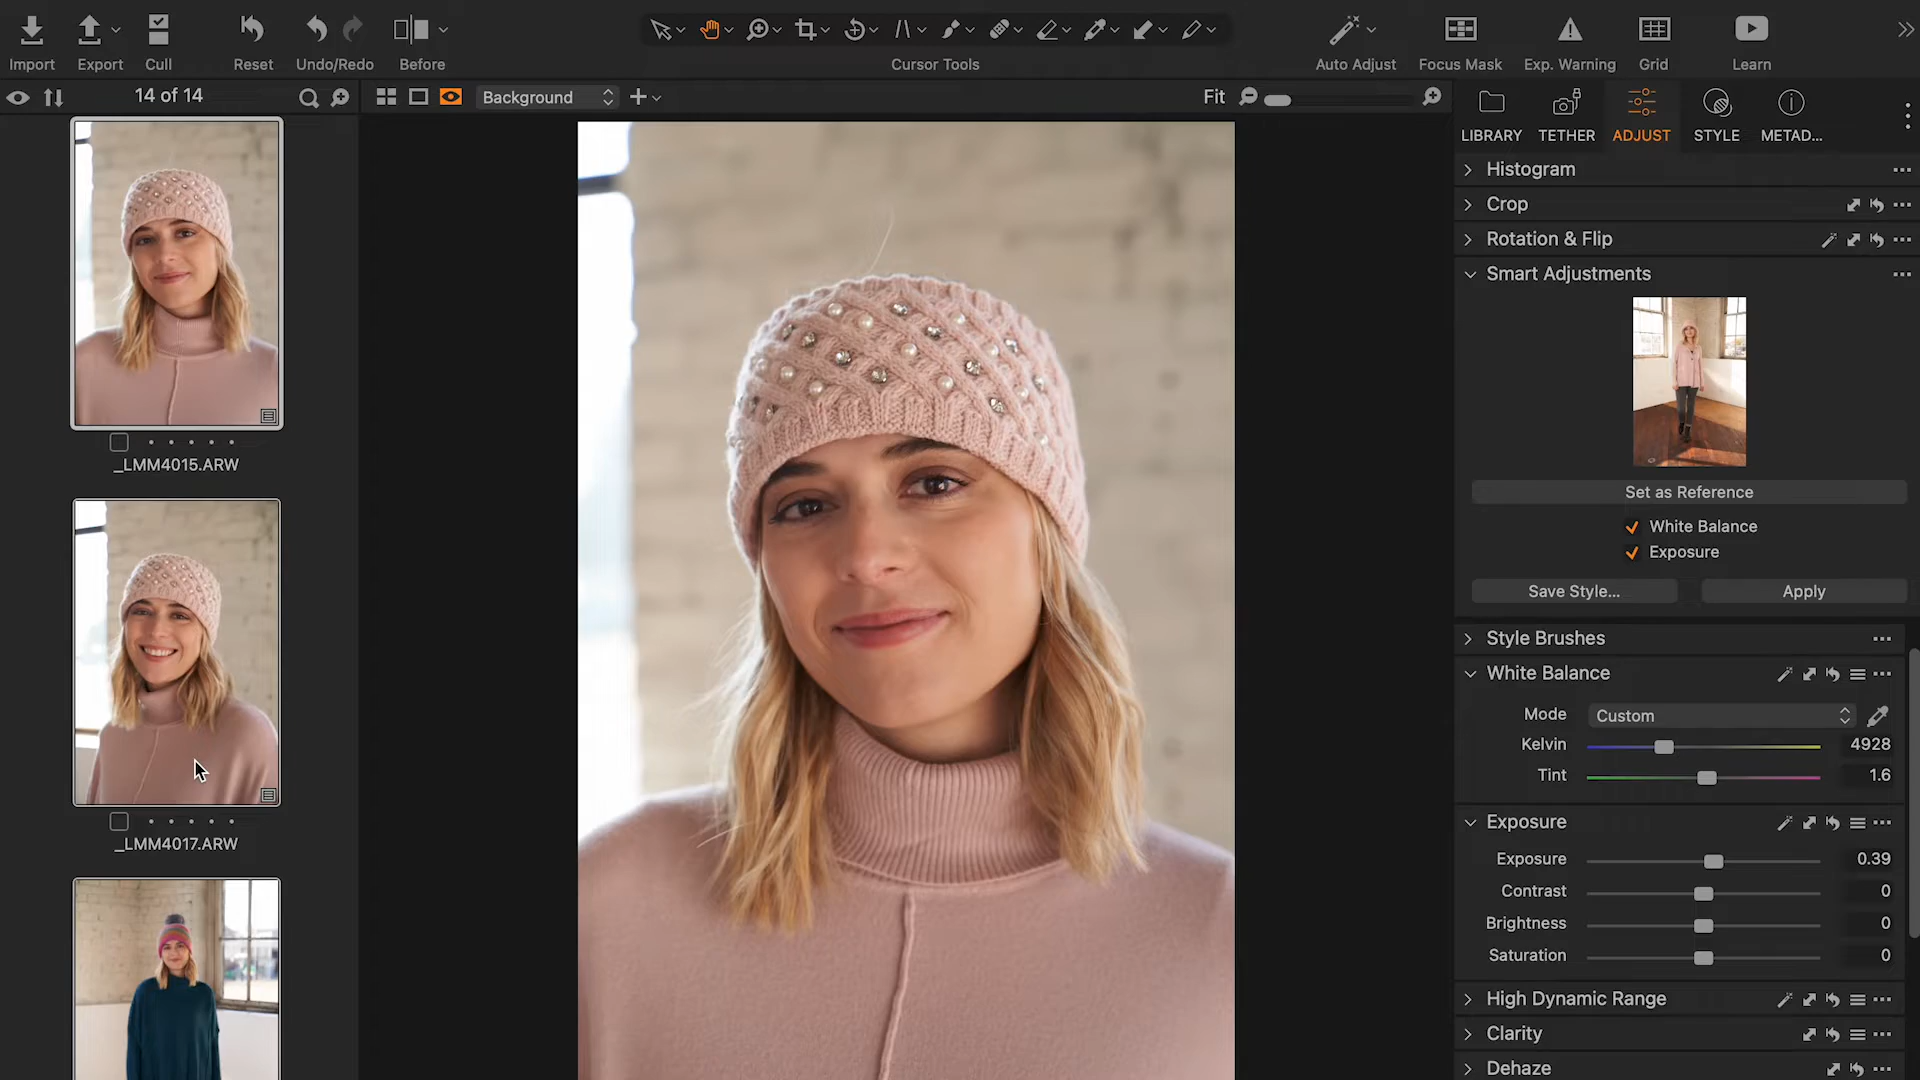 Import
Export
Cull
Reset
Undo/Redo
Before
Cursor Tools
Auto Adjust
Focus Mask
Exp. Warning
Grid
Learn
14 of 14
Background
Fit
LIBRARY
TETHER
ADJUST
STYLE
METAD...
Histogram
Crop
Rotation & Flip
Smart Adjustments
Set as Reference
White Balance
Exposure
Save Style...
Apply
Style Brushes
White Balance
Mode Custom
Kelvin 4928
Tint 1.6
Exposure
Exposure 0.39
Contrast 0
Brightness 0
Saturation 0
High Dynamic Range
Clarity
Dehaze
_LMM4015.ARW
_LMM4017.ARW